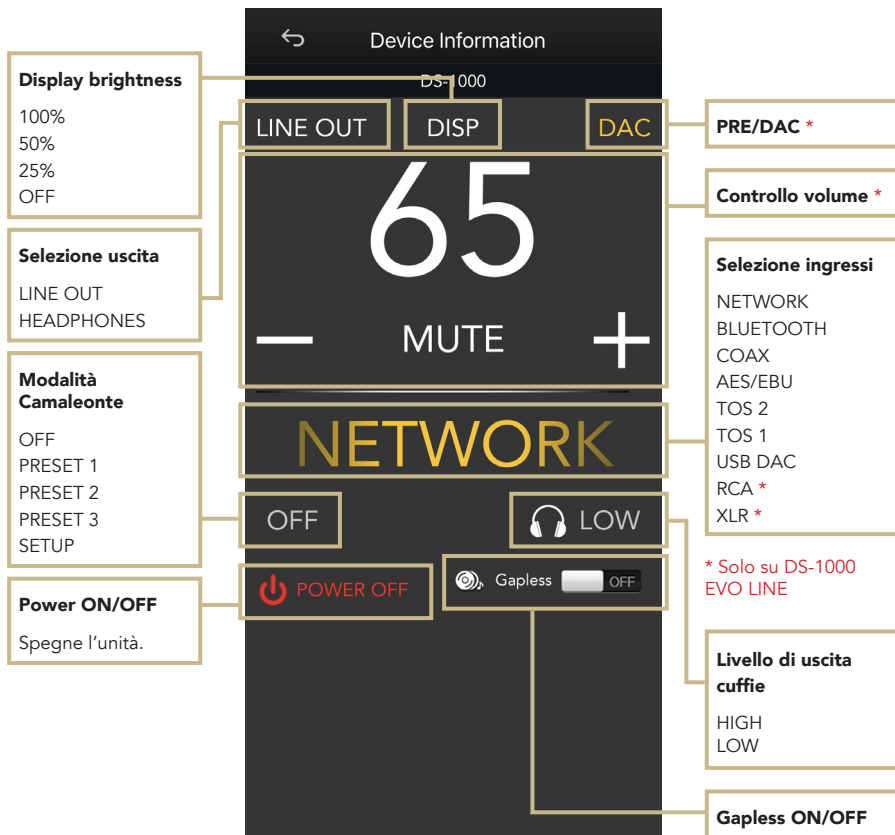 Device Information
DS-1000
LINE OUT
DISP
DAC
65
MUTE
NETWORK
OFF
LOW
POWER OFF
Gapless
OFF
Display brightness
100%
50%
25%
OFF
Selezione uscita
LINE OUT
HEADPHONES
Modalità
Camaleonte
OFF
PRESET 1
PRESET 2
PRESET 3
SETUP
Power ON/OFF
Spegne l'unità.
PRE/DAC *
Controllo volume *
Selezione ingressi
NETWORK
BLUETOOTH
COAX
AES/EBU
TOS 2
TOS 1
USB DAC
RCA *
XLR *
* Solo su DS-1000
EVO LINE
Livello di uscita
cuffie
HIGH
LOW
Gapless ON/OFF